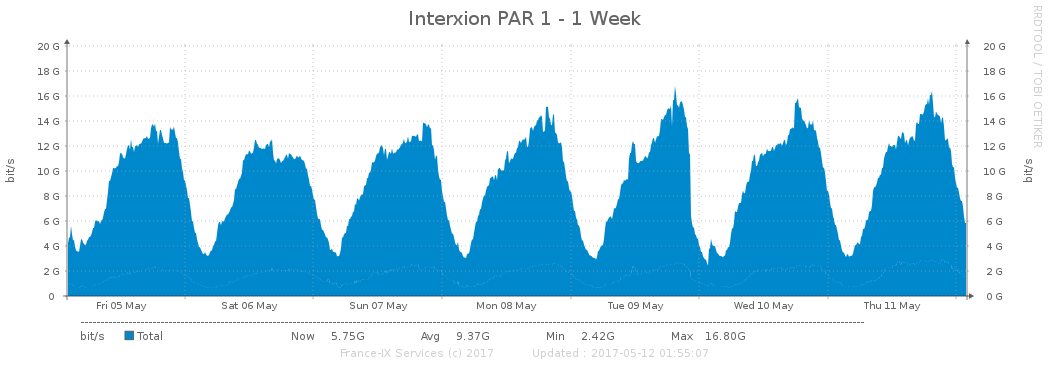 Interxion PAR 1 - 1 Week
RRDTOOL / TOBI OETIKER
bit/s
20 G 20 G
18 G 18 G
16 G 16 G
14 G 14 G
12 G 12 G
10 G 10 G
8 G 8 G
6 G 6 G
4 G 4 G
2 G 2 G
0 0 G
bit/s
Fri 05 May Sat 06 May Sun 07 May Mon 08 May Tue 09 May Wed 10 May Thu 11 May
bit/s Total Now 5.75G Avg 9.37G Min 2.42G Max 16.80G
France-IX Services (c) 2017 Updated : 2017-05-12 01:55:07